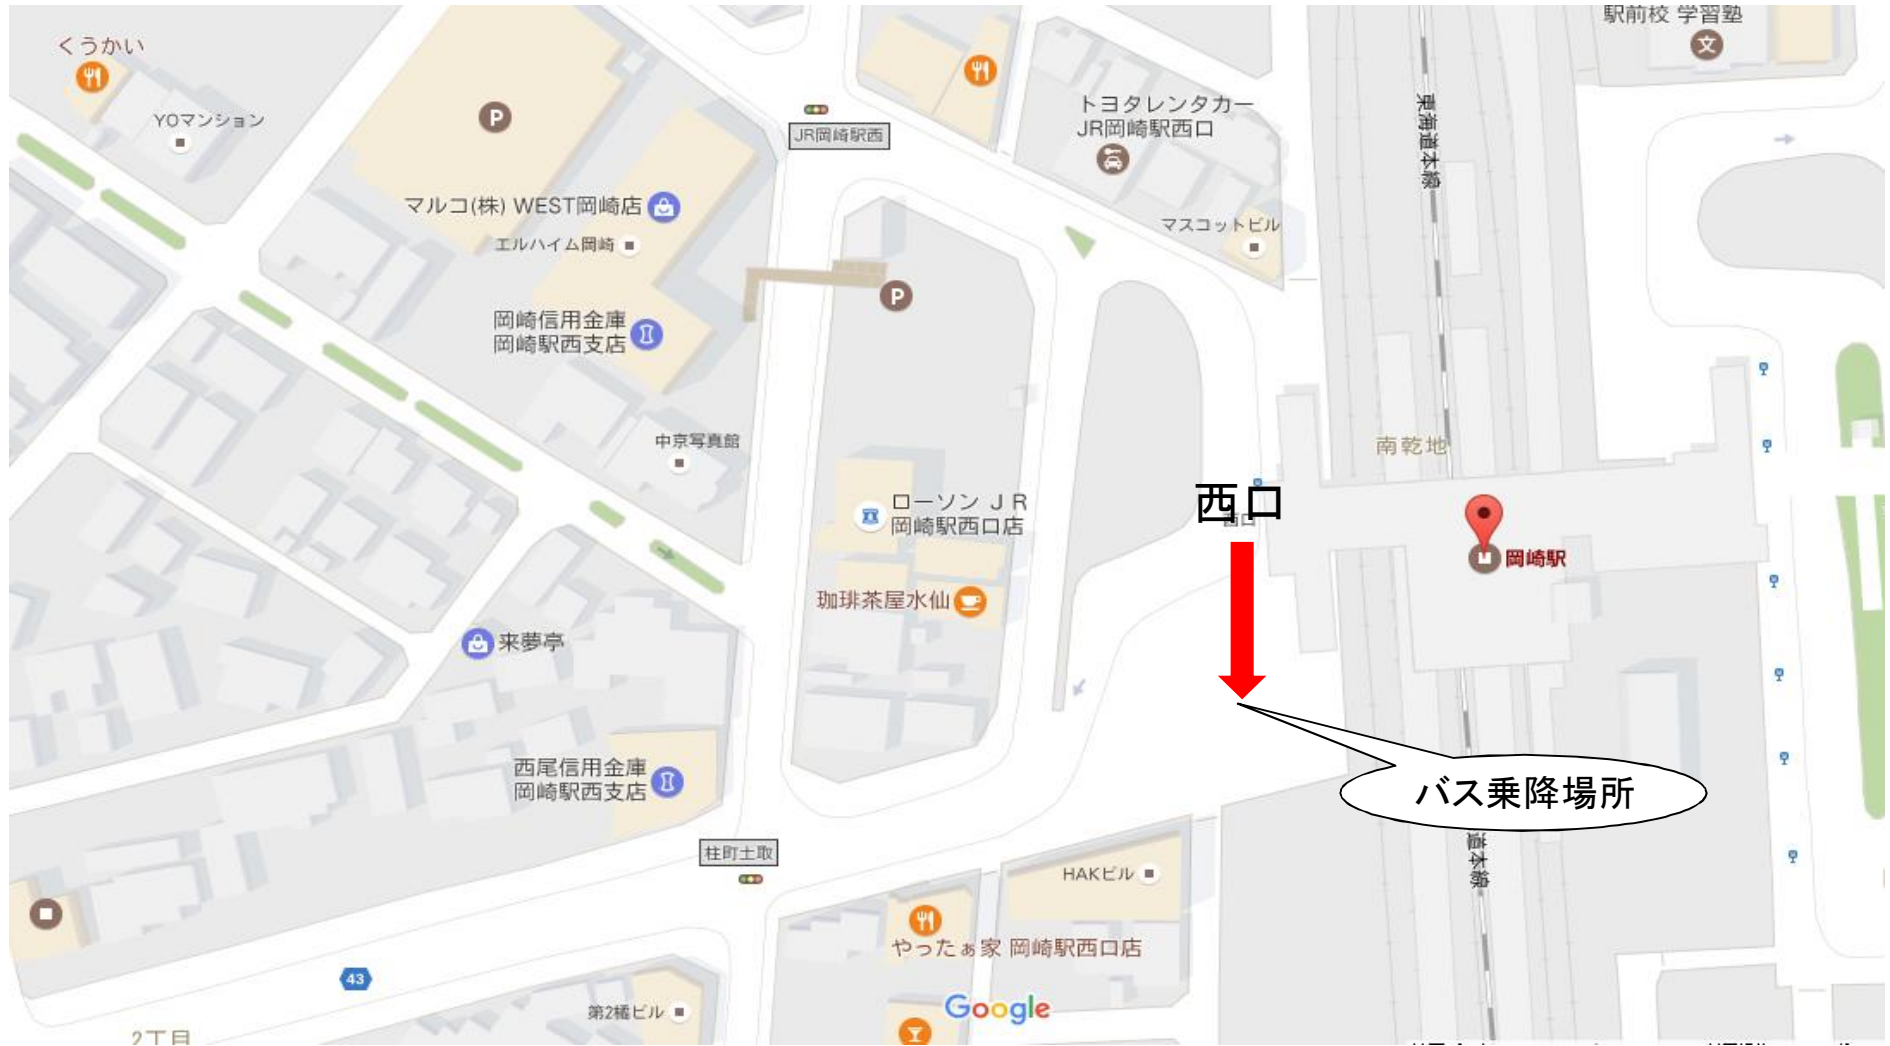 駅前校 学習塾
くうかい
YOマンション
トヨタレンタカー
JR岡崎駅西口
JR岡崎駅西
東海道本線
マルコ(株) WEST岡崎店
エルハイム岡崎
マスコットビル
岡崎信用金庫
岡崎駅西支店
中京写真館
南乾地
西口
西口
ローソン JR
岡崎駅西口店
岡崎駅
珈琲茶屋水仙
来夢亭
西尾信用金庫
岡崎駅西支店
バス乗降場所
柱町土取
道本線
HAKビル
やったぁ家 岡崎駅西口店
43
第2橘ビル
Google
2丁目